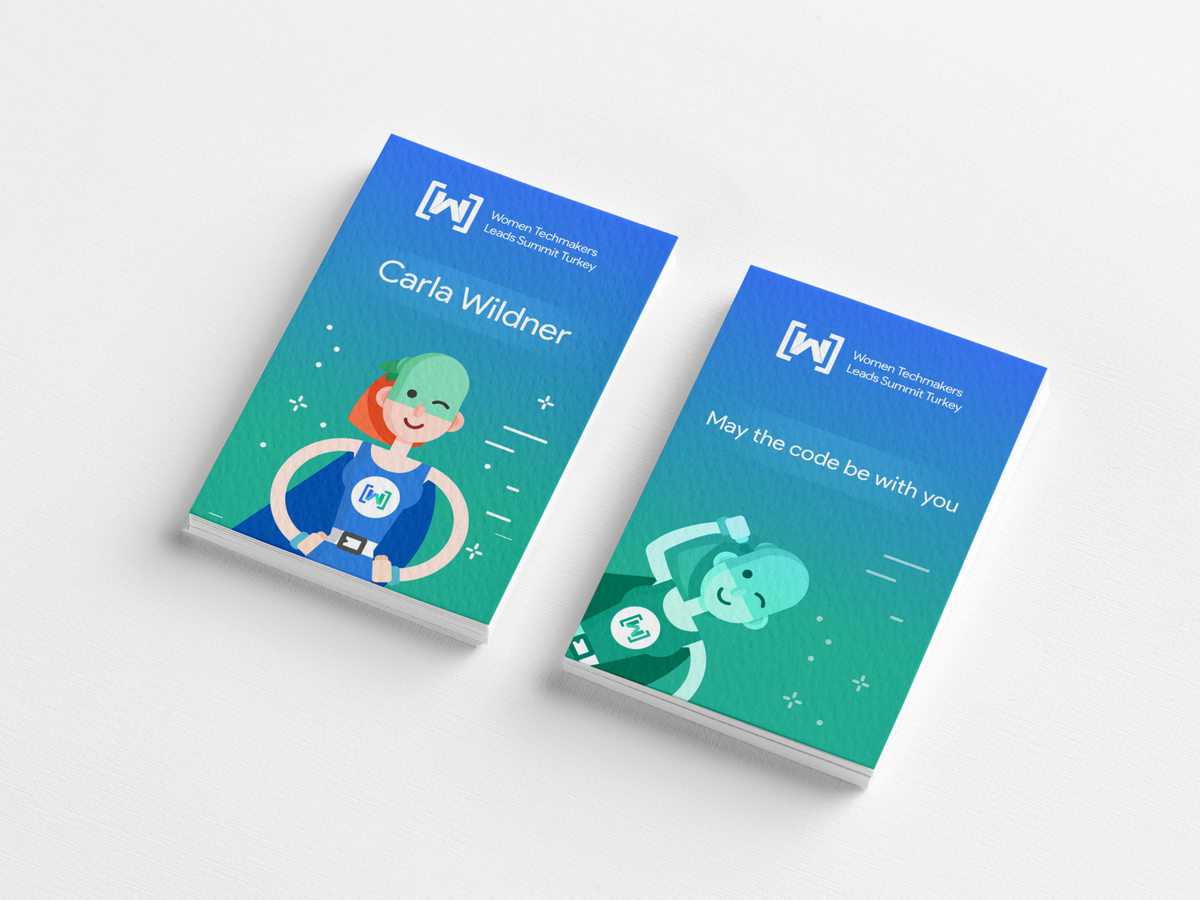 [W]
Women Techmakers
Leads Summit Turkey
Carla Wildner
[W]
[W]
Women Techmakers
Leads Summit Turkey
May the code be with you
[W]